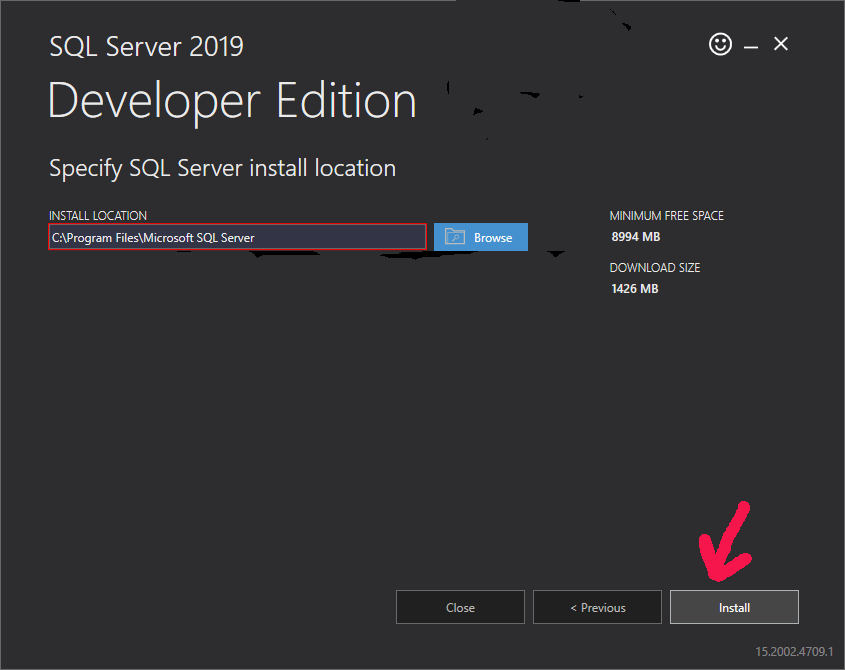 SQL Server 2019
Developer Edition
Specify SQL Server install location
INSTALL LOCATION
C:\Program Files\Microsoft SQL Server
Browse
MINIMUM FREE SPACE
8994 MB
DOWNLOAD SIZE
1426 MB
Close
< Previous
Install
15.2002.4709.1